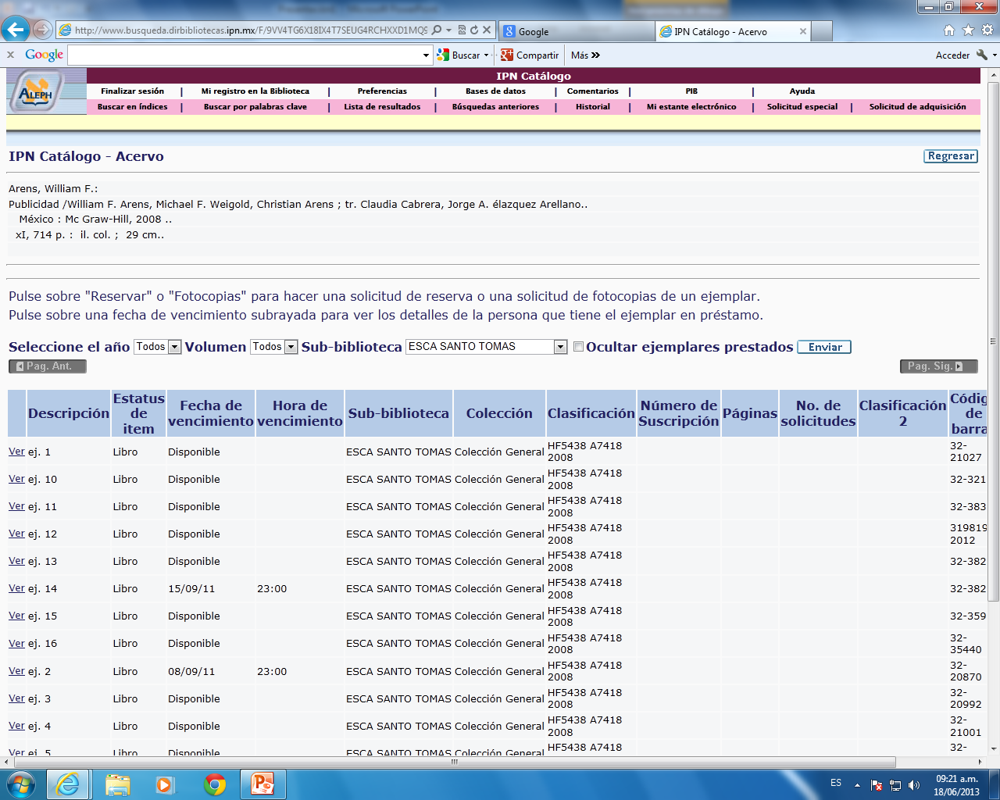 http://www.busqueda.dirbibliotecas.ipn.mx/F/9VV4TG6X18IX4T7SEUG4RCHXXD1MQ9
Google
IPN Catálogo - Acervo
x Google Buscar Compartir Más »
Acceder
ALEPH
IPN Catálogo
Finalizar sesión | Mi registro en la Biblioteca | Preferencias | Bases de datos | Comentarios | PIB | Ayuda
Buscar en índices | Buscar por palabras clave | Lista de resultados | Búsquedas anteriores | Historial | Mi estante electrónico | Solicitud especial | Solicitud de adquisición
IPN Catálogo - Acervo
Regresar
Arens, William F.:
Publicidad /William F. Arens, Michael F. Weigold, Christian Arens ; tr. Claudia Cabrera, Jorge A. élazquez Arellano..
México : Mc Graw-Hill, 2008 ..
xI, 714 p. : il. col. ; 29 cm..
Pulse sobre "Reservar" o "Fotocopias" para hacer una solicitud de reserva o una solicitud de fotocopias de un ejemplar.
Pulse sobre una fecha de vencimiento subrayada para ver los detalles de la persona que tiene el ejemplar en préstamo.
Seleccione el año Todos Volumen Todos Sub-biblioteca ESCA SANTO TOMAS Ocultar ejemplares prestados Enviar
Pag. Ant. Pag. Sig.
Descripción Estatus de item Fecha de vencimiento Hora de vencimiento Sub-biblioteca Colección Clasificación Número de Suscripción Páginas No. de solicitudes Clasificación 2 Códig de barra
Ver ej. 1 Libro Disponible ESCA SANTO TOMAS Colección General HF5438 A7418 2008 32-21027
Ver ej. 10 Libro Disponible ESCA SANTO TOMAS Colección General HF5438 A7418 2008 32-321
Ver ej. 11 Libro Disponible ESCA SANTO TOMAS Colección General HF5438 A7418 2008 32-383
Ver ej. 12 Libro Disponible ESCA SANTO TOMAS Colección General HF5438 A7418 2008 319819 2012
Ver ej. 13 Libro Disponible ESCA SANTO TOMAS Colección General HF5438 A7418 2008 32-382
Ver ej. 14 Libro 15/09/11 23:00 ESCA SANTO TOMAS Colección General HF5438 A7418 2008 32-382
Ver ej. 15 Libro Disponible ESCA SANTO TOMAS Colección General HF5438 A7418 2008 32-359
Ver ej. 16 Libro Disponible ESCA SANTO TOMAS Colección General HF5438 A7418 2008 32-35440
Ver ej. 2 Libro 08/09/11 23:00 ESCA SANTO TOMAS Colección General HF5438 A7418 2008 32-20870
Ver ej. 3 Libro Disponible ESCA SANTO TOMAS Colección General HF5438 A7418 2008 32-20992
Ver ej. 4 Libro Disponible ESCA SANTO TOMAS Colección General HF5438 A7418 2008 32-21001
Ver ej. 5 Libro Disponible ESCA SANTO TOMAS Colección General HF5438 A7418 32-
ES
09:21 a.m.
18/06/2013